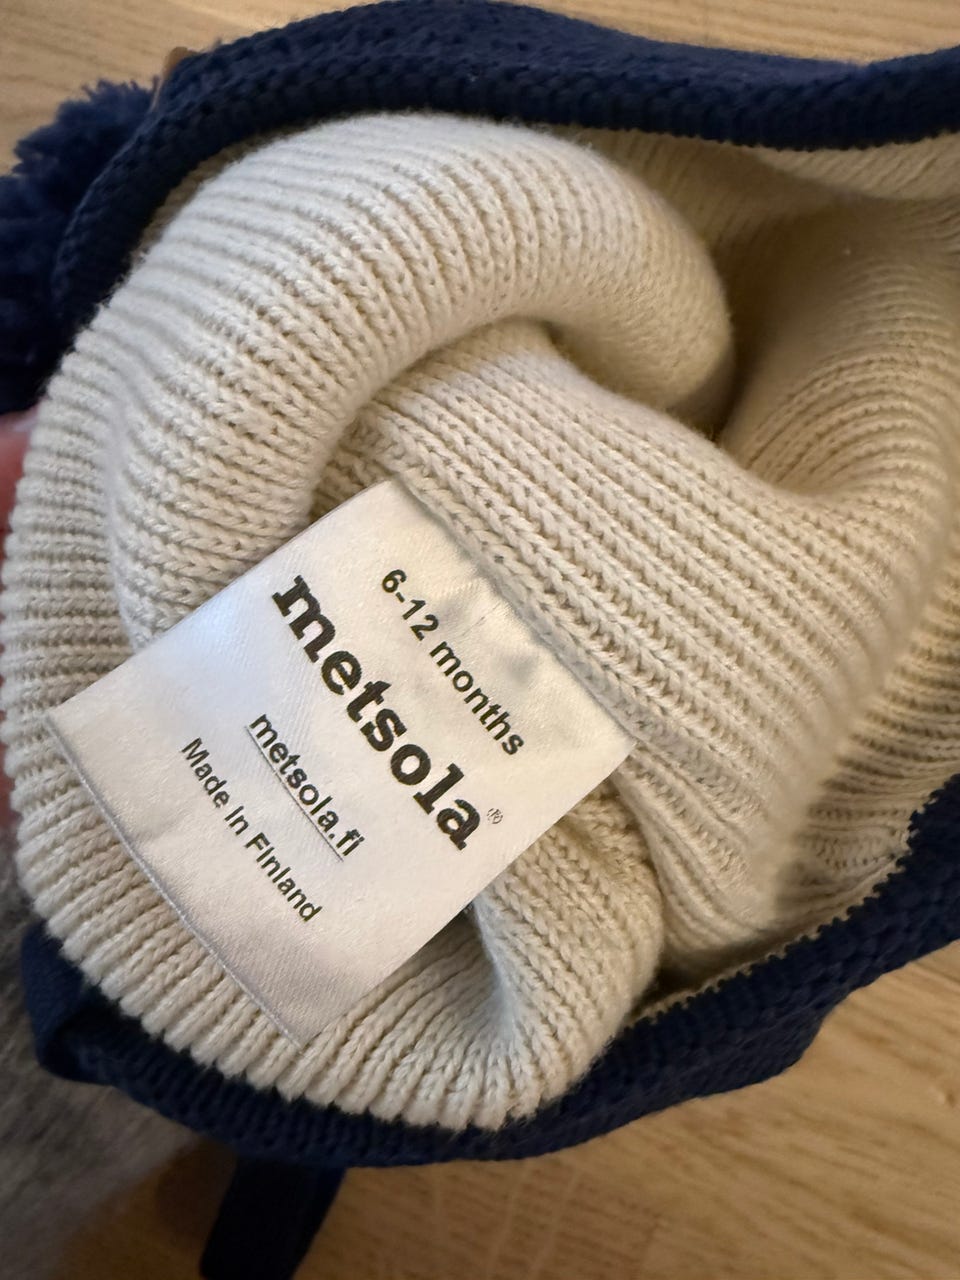 6-12 months
metsola®
metsola.fi
Made In FInland